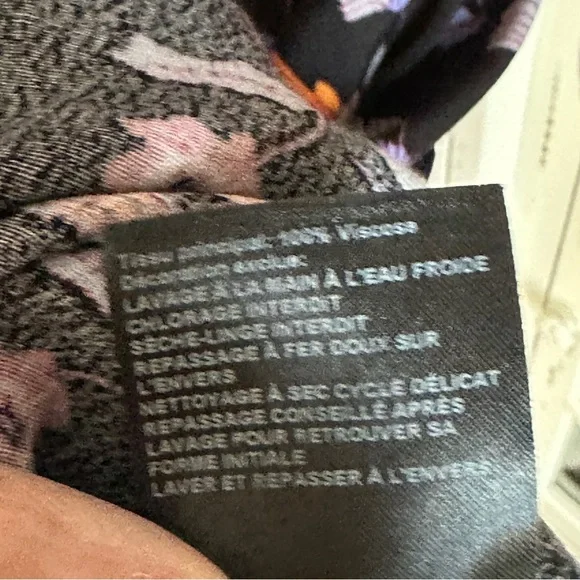 Tissu principal: 100% Viscose
Décoration exclue:
LAVAGE À LA MAIN À L'EAU FROIDE
CHLORAGE INTERDIT
SÈCHE-LINGE INTERDIT
REPASSAGE À FER DOUX SUR
L'ENVERS
NETTOYAGE À SEC CYCLE DÉLICAT
REPASSAGE CONSEILLÉ APRÈS
LAVAGE POUR RETROUVER SA
FORME INITIALE
LAVER ET REPASSER À L'ENVERS